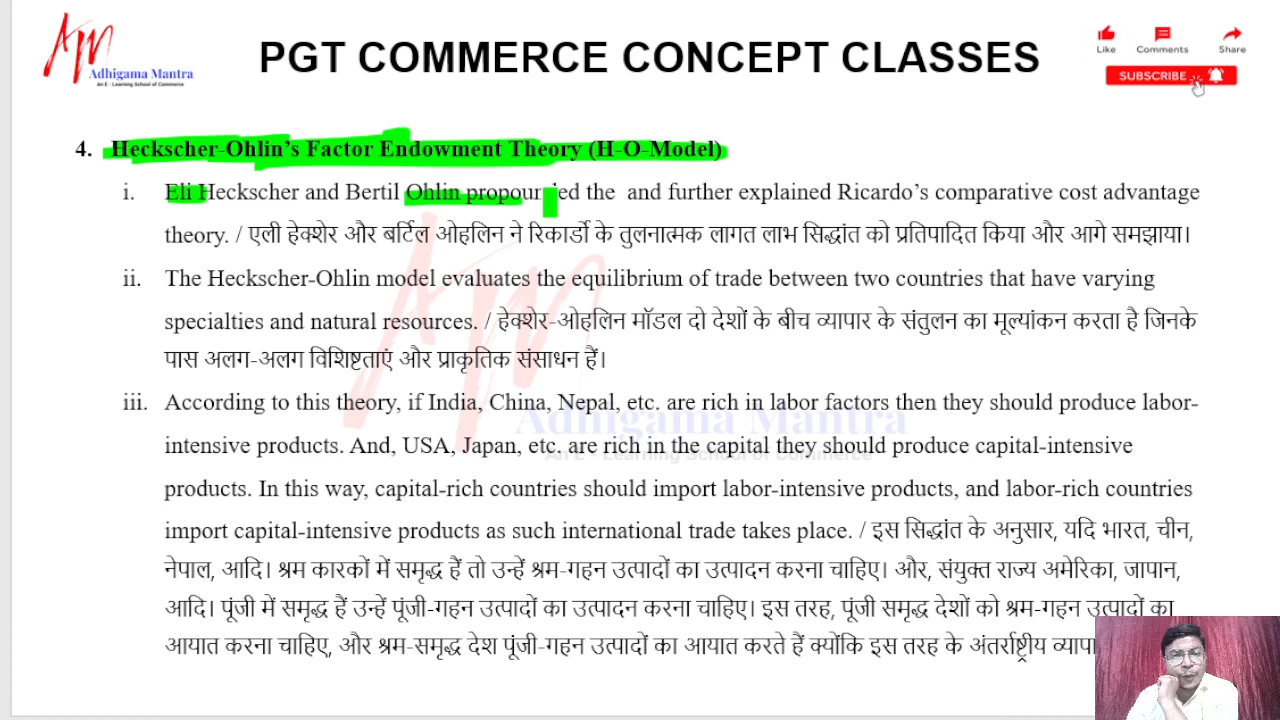 Adhigama Mantra
An E - Learning School of Commerce
PGT COMMERCE CONCEPT CLASSES
Like Comments Share
SUBSCRIBE
4. Heckscher-Ohlin's Factor Endowment Theory (H-O-Model)
i. Eli Heckscher and Bertil Ohlin the and further explained Ricardo's comparative cost advantage
theory. / एली हेक्शेर और बर्टिल ओहलिन ने रिकार्डो के तुलनात्मक लागत लाभ सिद्धांत को प्रतिपादित किया और आगे समझाया।
ii. The Heckscher-Ohlin model evaluates the equilibrium of trade between two countries that have varying
specialties and natural resources. / हेक्शेर-ओहलिन मॉडल दो देशों के बीच व्यापार के संतुलन का मूल्यांकन करता है जिनके
पास अलग-अलग विशिष्टताएं और प्राकृतिक संसाधन हैं।
iii. According to this theory, if India, China, Nepal, etc. are rich in labor factors then they should produce labor-
intensive products. And, USA, Japan, etc. are rich in the capital they should produce capital-intensive
products. In this way, capital-rich countries should import labor-intensive products, and labor-rich countries
import capital-intensive products as such international trade takes place. / इस सिद्धांत के अनुसार, यदि भारत, चीन,
नेपाल, आदि। श्रम कारकों में समृद्ध हैं तो उन्हें श्रम-गहन उत्पादों का उत्पादन करना चाहिए। और, संयुक्त राज्य अमेरिका, जापान,
आदि। पूंजी में समृद्ध हैं उन्हें पूंजी-गहन उत्पादों का उत्पादन करना चाहिए। इस तरह, पूंजी समृद्ध देशों को श्रम-गहन उत्पादों का
आयात करना चाहिए, और श्रम-समृद्ध देश पूंजी-गहन उत्पादों का आयात करते हैं क्योंकि इस तरह के अंतर्राष्ट्रीय
Adhigama Mantra
An E - Learning School of Commerce